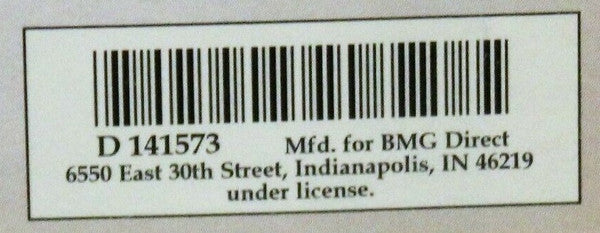 D 141573 Mfd. for BMG Direct
6550 East 30th Street, Indianapolis, IN 46219
under license.